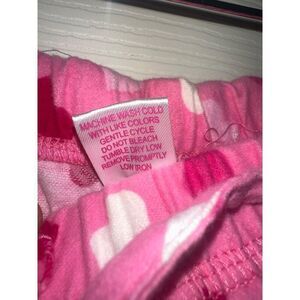 MACHINE WASH COLD
WITH LIKE COLORS
GENTLE CYCLE
DO NOT BLEACH
TUMBLE DRY LOW
REMOVE PROMPTLY
LOW IRON